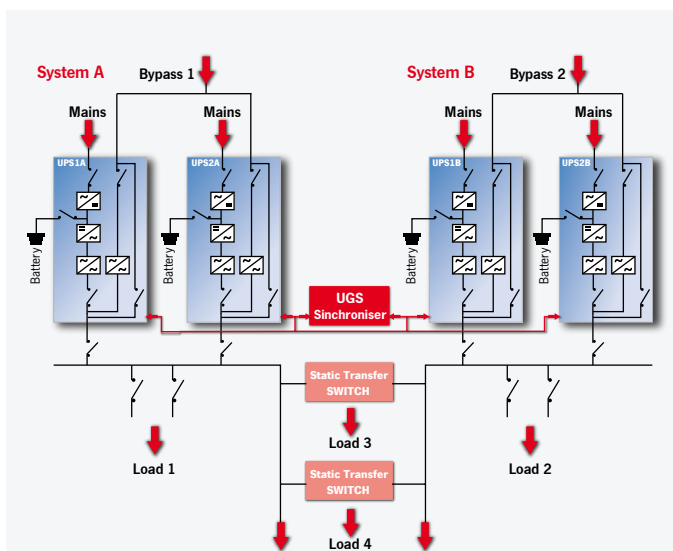 System A
Bypass 1
System B
Bypass 2
Mains
Mains
Mains
Mains
UPS1A
UPS2A
UPS1B
UPS2B
Battery
Battery
Battery
Battery
UGS
Sinchroniser
Static Transfer
SWITCH
Load 3
Load 1
Load 2
Static Transfer
SWITCH
Load 4